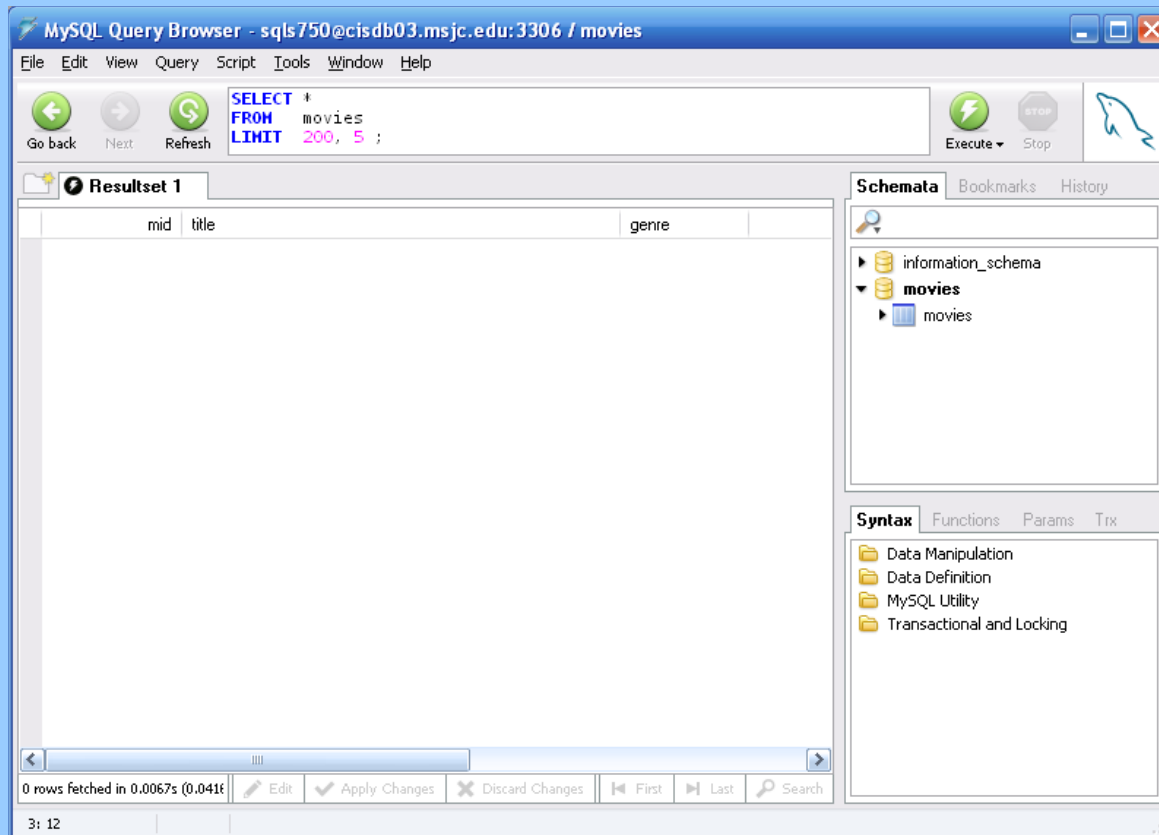 MySQL Query Browser - sqls750@cisdb03.msjc.edu:3306 / movies
File Edit View Query Script Tools Window Help
Go back Next Refresh
SELECT *
FROM movies
LIMIT 200, 5 ;
Execute STOP Stop
Resultset 1
mid title genre
Schemata Bookmarks History
information_schema
movies
movies
Syntax Functions Params Trx
Data Manipulation
Data Definition
MySQL Utility
Transactional and Locking
0 rows fetched in 0.0067s (0.0416 Edit Apply Changes Discard Changes First Last Search
3: 12